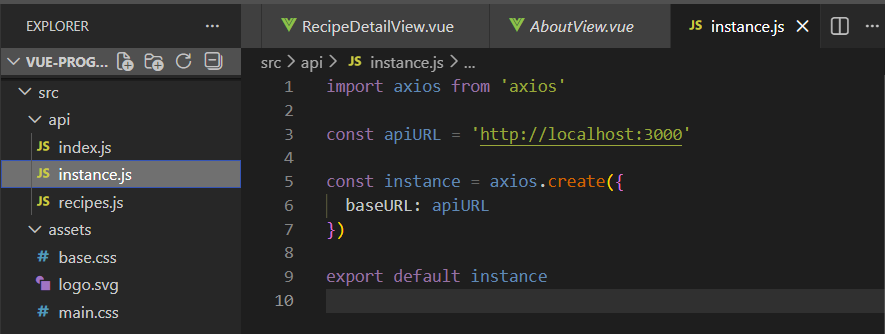 EXPLORER ...
RecipeDetailView.vue AboutView.vue JS instance.js ...
VUE-PROG...
src > api > JS instance.js > ...
src
api
JS index.js
JS instance.js
JS recipes.js
assets
# base.css
logo.svg
# main.css
1 import axios from 'axios'
2
3 const apiURL = 'http://localhost:3000'
4
5 const instance = axios.create({
6 baseURL: apiURL
7 })
8
9 export default instance
10